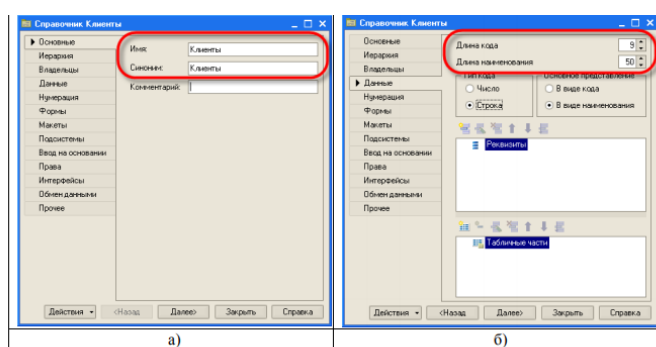 Справочник Клиенты
Основные
Иерархия
Владельцы
Данные
Нумерация
Формы
Макеты
Подсистемы
Ввод на основании
Права
Интерфейсы
Обмен данными
Прочее
Имя: Клиенты
Синоним: Клиенты
Комментарий:
Действия <Назад Далее> Закрыть Справка
а)
Справочник Клиенты
Основные
Иерархия
Владельцы
Данные
Нумерация
Формы
Макеты
Подсистемы
Ввод на основании
Права
Интерфейсы
Обмен данными
Прочее
Длина кода 9
Длина наименования 50
Тип кода
Число
Строка
Основное представление
В виде кода
В виде наименования
Реквизиты
Табличные части
Действия <Назад Далее> Закрыть Справка
б)